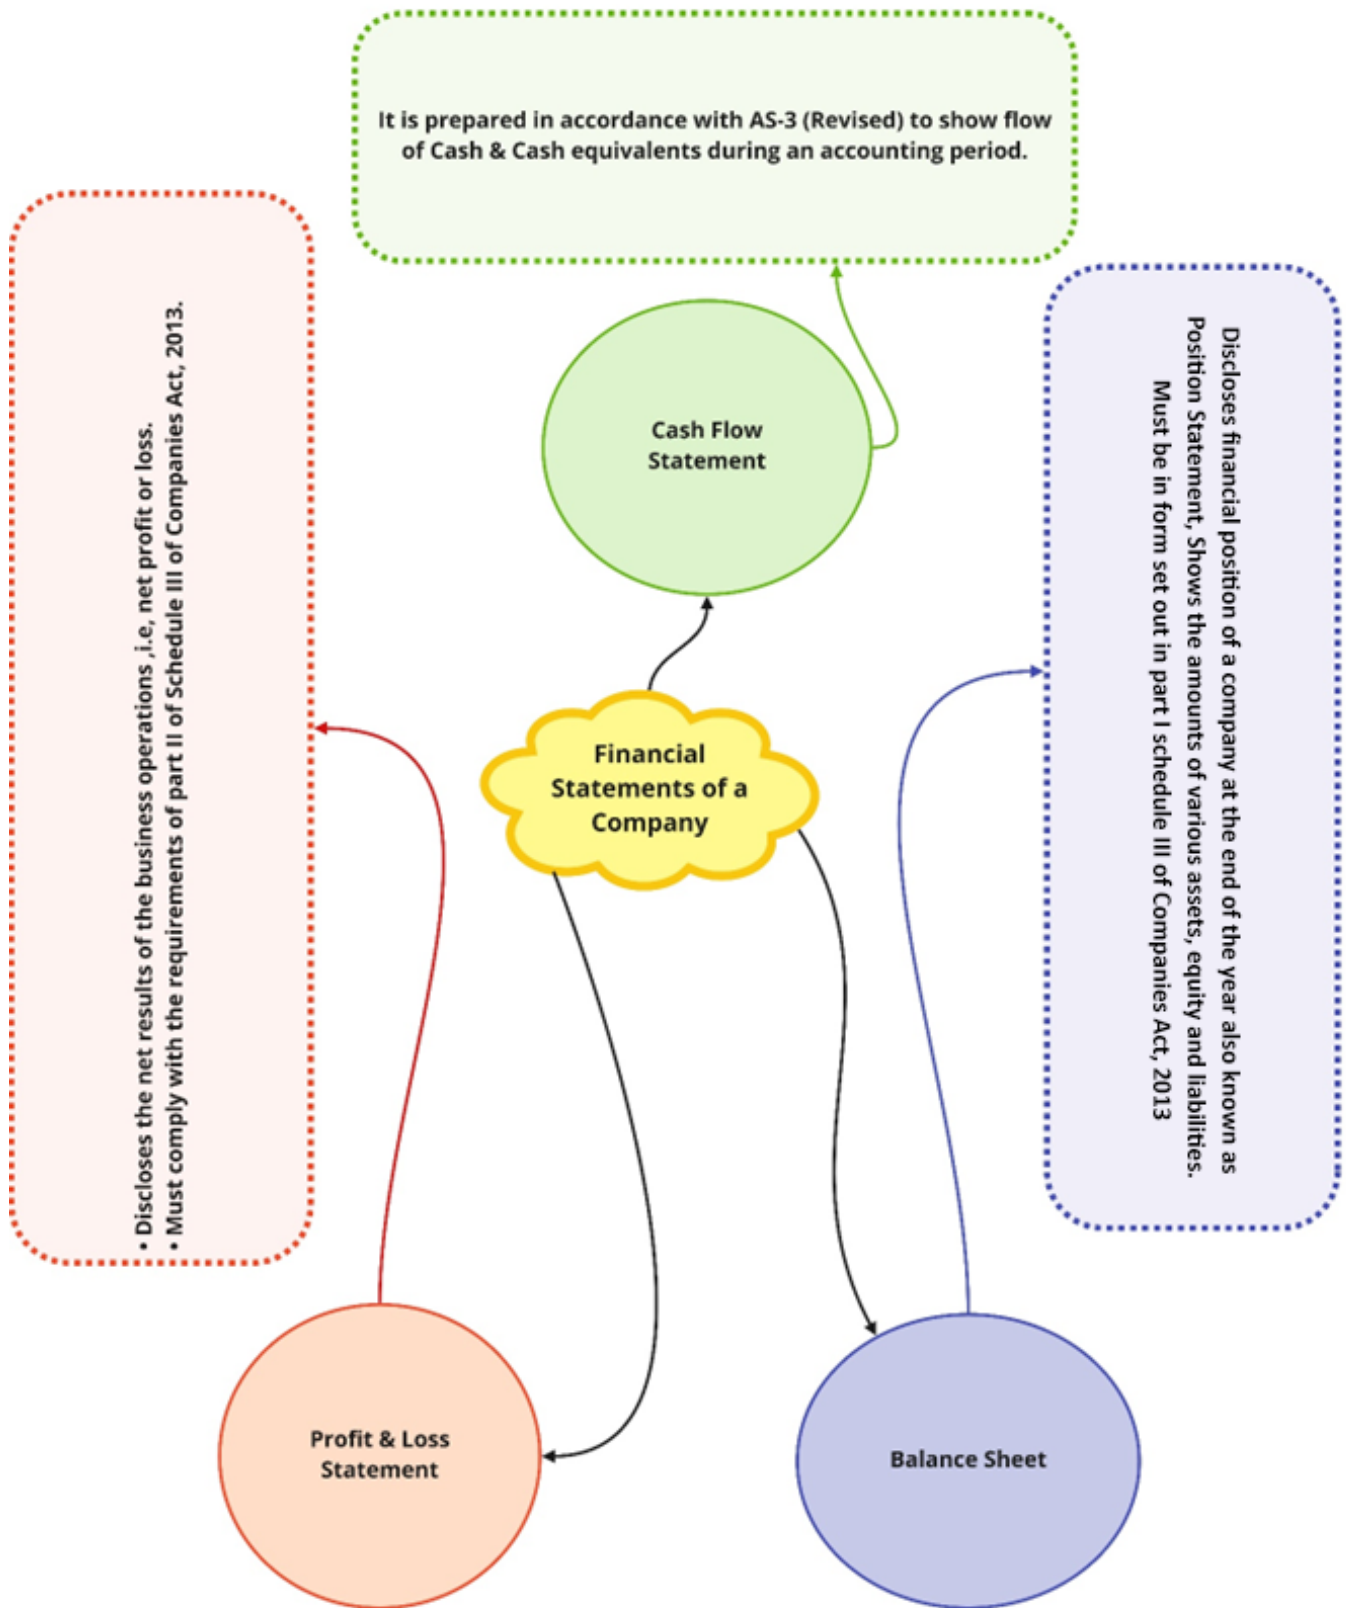 It is prepared in accordance with AS-3 (Revised) to show flow
of Cash & Cash equivalents during an accounting period.
Cash Flow
Statement
Financial
Statements of a
Company
• Discloses the net results of the business operations ,i.e, net profit or loss.
• Must comply with the requirements of part II of Schedule III of Companies Act, 2013.
Discloses financial position of a company at the end of the year also known as
Position Statement, Shows the amounts of various assets, equity and liabilities.
Must be in form set out in part I schedule III of Companies Act, 2013
Profit & Loss
Statement
Balance Sheet